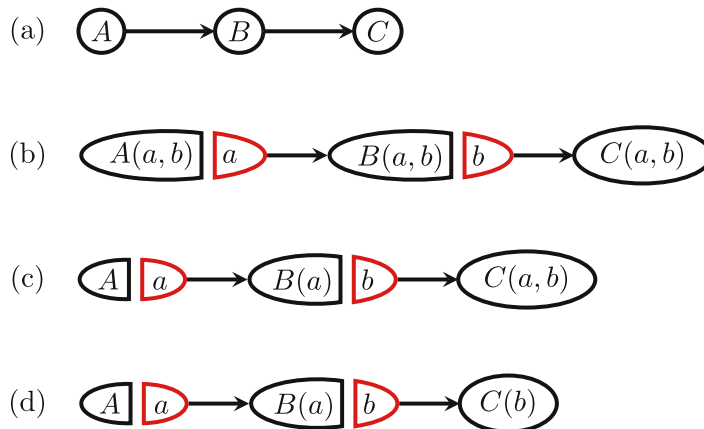 (a) A B C
(b) A(a, b) a B(a, b) b C(a, b)
(c) A a B(a) b C(a, b)
(d) A a B(a) b C(b)